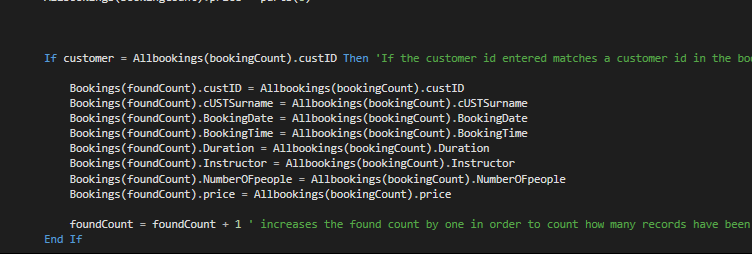 If customer = Allbookings(bookingCount).custID Then 'If the customer id entered matches a customer id in the
Bookings(foundCount).custID = Allbookings(bookingCount).custID
Bookings(foundCount).cUSTSurname = Allbookings(bookingCount).cUSTSurname
Bookings(foundCount).BookingDate = Allbookings(bookingCount).BookingDate
Bookings(foundCount).BookingTime = Allbookings(bookingCount).BookingTime
Bookings(foundCount).Duration = Allbookings(bookingCount).Duration
Bookings(foundCount).Instructor = Allbookings(bookingCount).Instructor
Bookings(foundCount).NumberOFpeople = Allbookings(bookingCount).NumberOFpeople
Bookings(foundCount).price = Allbookings(bookingCount).price
foundCount = foundCount + 1 ' increases the found count by one in order to count how many records have been
End If